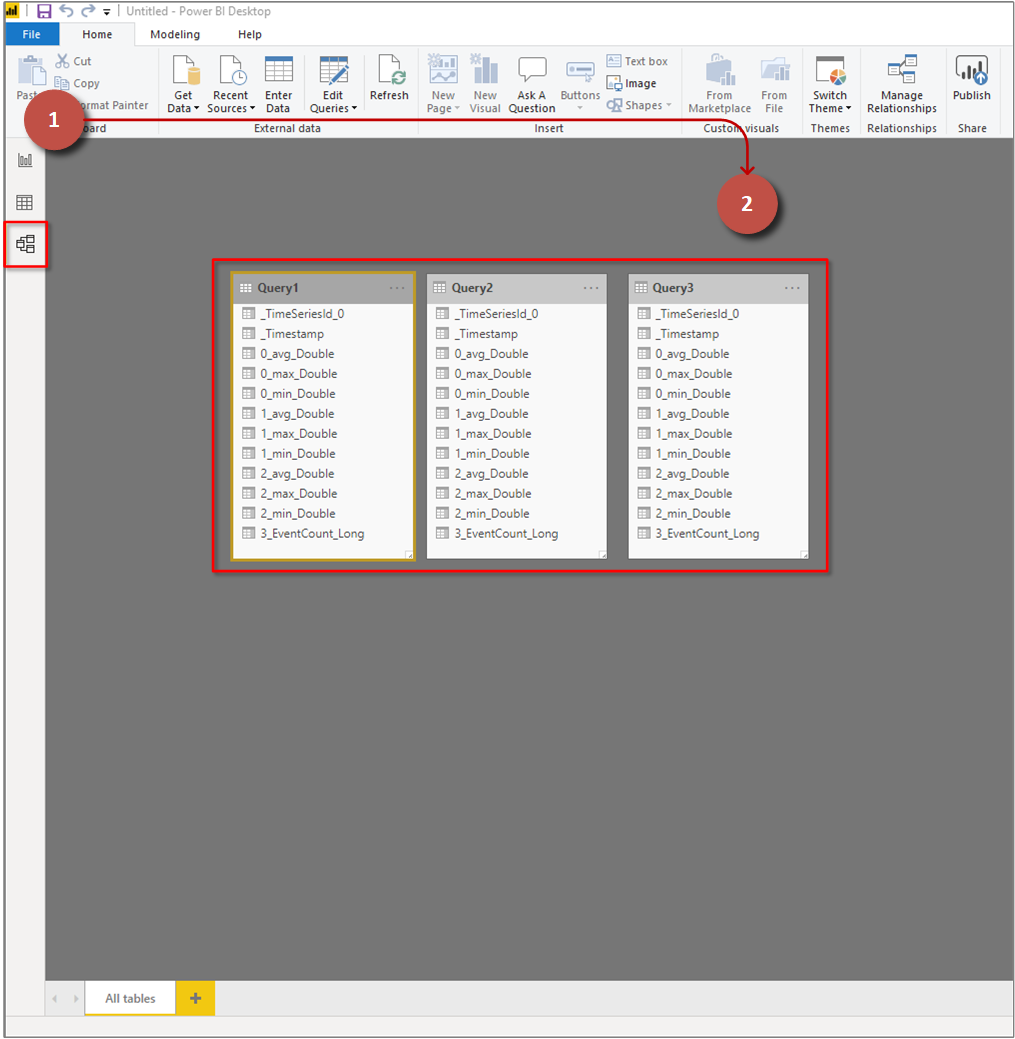 Untitled - Power BI Desktop
File Home Modeling Help
Cut
Copy
Format Painter
Get Data
Recent Sources
Enter Data
Edit Queries
Refresh
New Page
New Visual
Ask A Question
Buttons
Text box
Image
Shapes
From Marketplace
From File
Switch Theme
Manage Relationships
Publish
External data
Insert
Custom visuals
Themes
Relationships
Share
1
2
Query1
_TimeSeriesId_0
_Timestamp
0_avg_Double
0_max_Double
0_min_Double
1_avg_Double
1_max_Double
1_min_Double
2_avg_Double
2_max_Double
2_min_Double
3_EventCount_Long
Query2
_TimeSeriesId_0
_Timestamp
0_avg_Double
0_max_Double
0_min_Double
1_avg_Double
1_max_Double
1_min_Double
2_avg_Double
2_max_Double
2_min_Double
3_EventCount_Long
Query3
_TimeSeriesId_0
_Timestamp
0_avg_Double
0_max_Double
0_min_Double
1_avg_Double
1_max_Double
1_min_Double
2_avg_Double
2_max_Double
2_min_Double
3_EventCount_Long
All tables